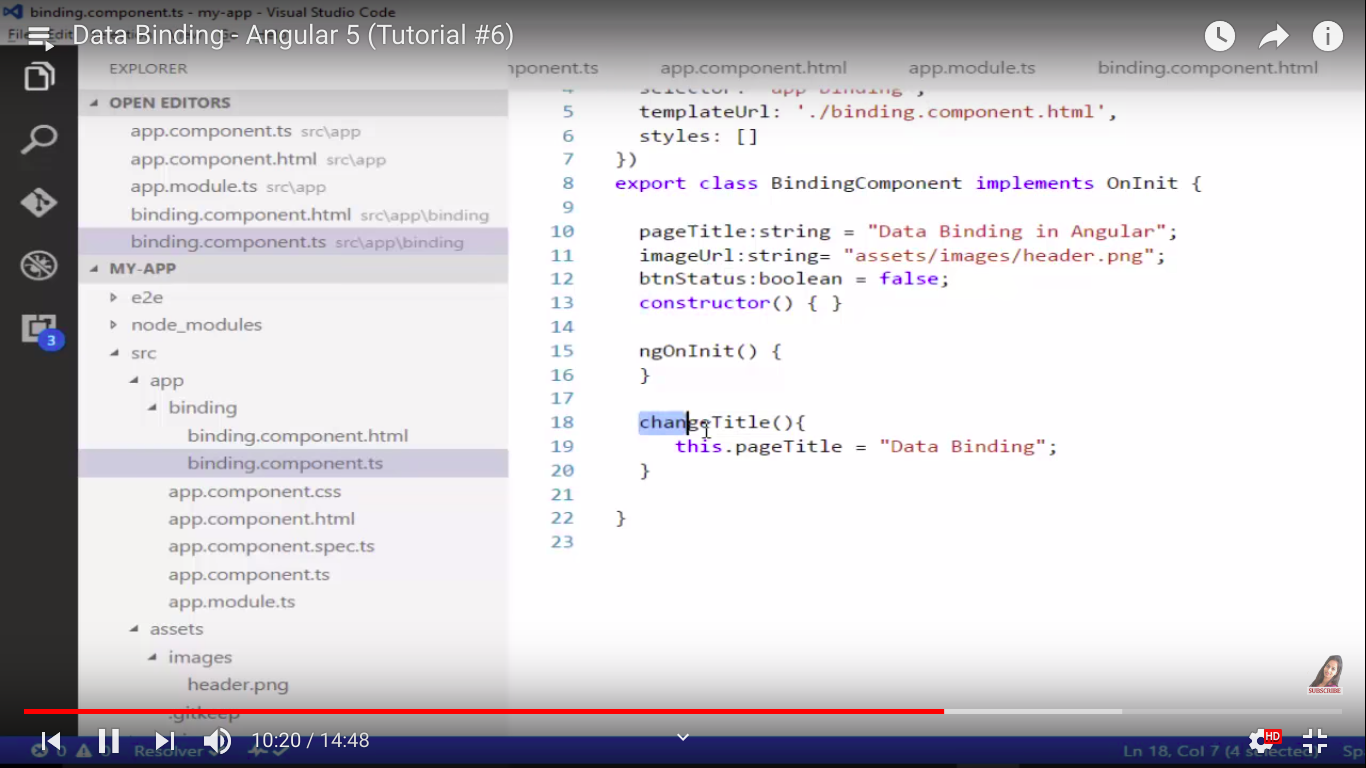 binding.component.ts - my-app - Visual Studio Code
Data Binding - Angular 5 (Tutorial #6)
EXPLORER
app.component.html
app.module.ts
binding.component.html
OPEN EDITORS
app.component.ts src\app
app.component.html src\app
app.module.ts src\app
binding.component.html src\app\binding
binding.component.ts src\app\binding
MY-APP
e2e
node_modules
src
app
binding
binding.component.html
binding.component.ts
app.component.css
app.component.html
app.component.spec.ts
app.component.ts
app.module.ts
assets
images
header.png
.gitkeep
3
4 selector: 'app-binding',
5 templateUrl: './binding.component.html',
6 styles: []
7 })
8 export class BindingComponent implements OnInit {
9
10 pageTitle:string = "Data Binding in Angular";
11 imageUrl:string= "assets/images/header.png";
12 btnStatus:boolean = false;
13 constructor() { }
14
15 ngOnInit() {
16 }
17
18 changeTitle(){
19 this.pageTitle = "Data Binding";
20 }
21
22 }
23
SUBSCRIBE
10:20 / 14:48
HD
Resolver
Ln 18, Col 7 (4 selected)